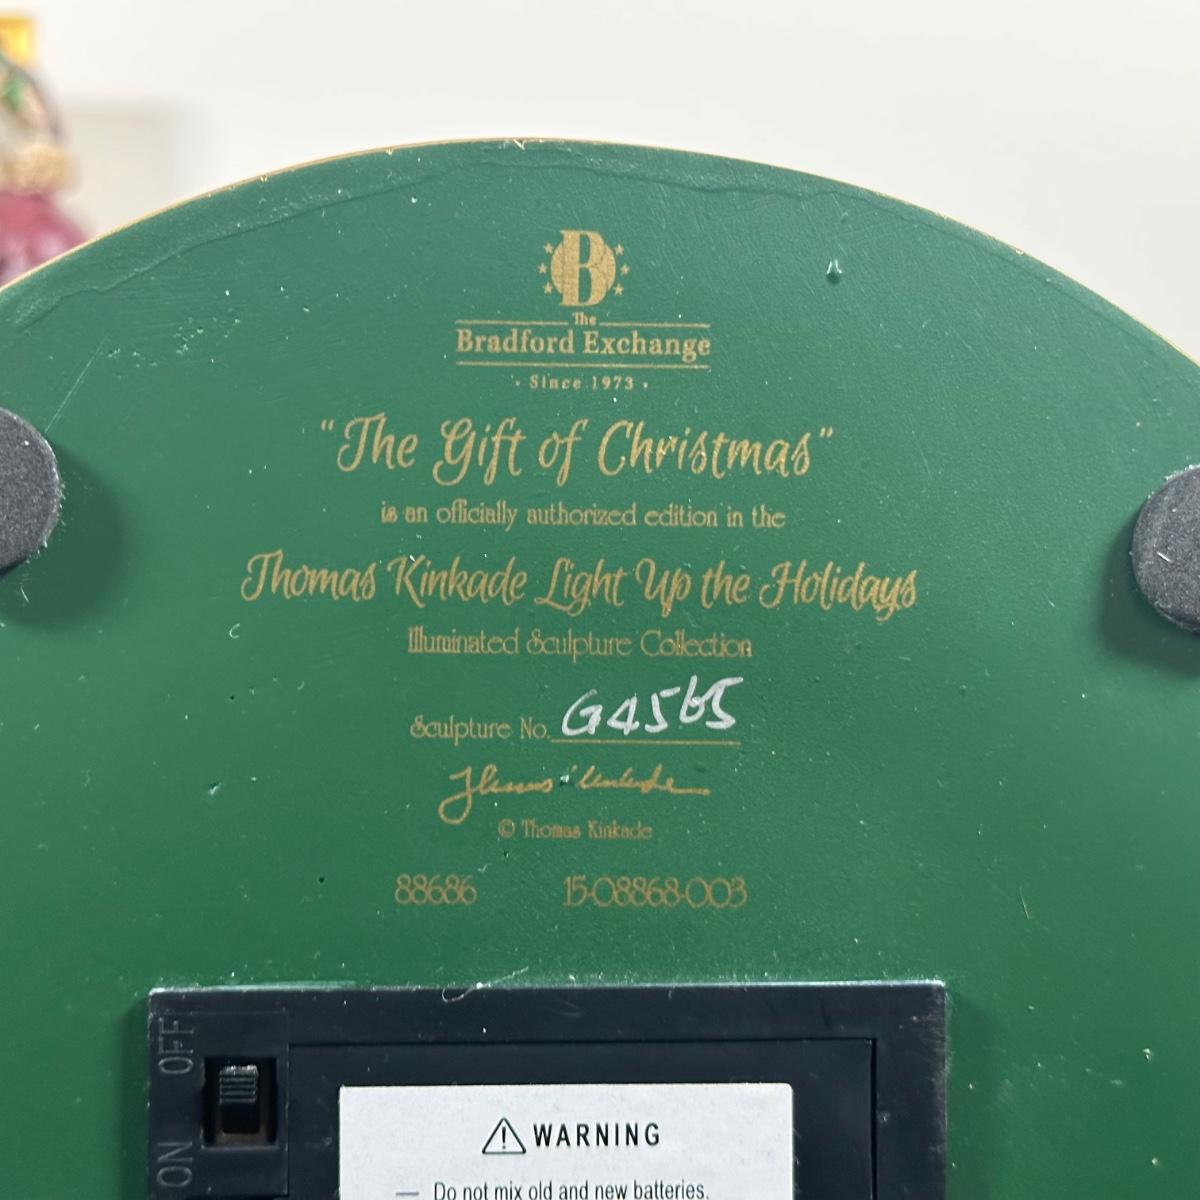 B
The
Bradford Exchange
· Since 1973 ·
“The Gift of Christmas”
is an officially authorized edition in the
Thomas Kinkade Light Up the Holidays
Illuminated Sculpture Collection
Sculpture No. G4565
Thomas Kinkade
© Thomas Kinkade
88686 15-08868-003
OFF
ON
WARNING
— Do not mix old and new batteries.